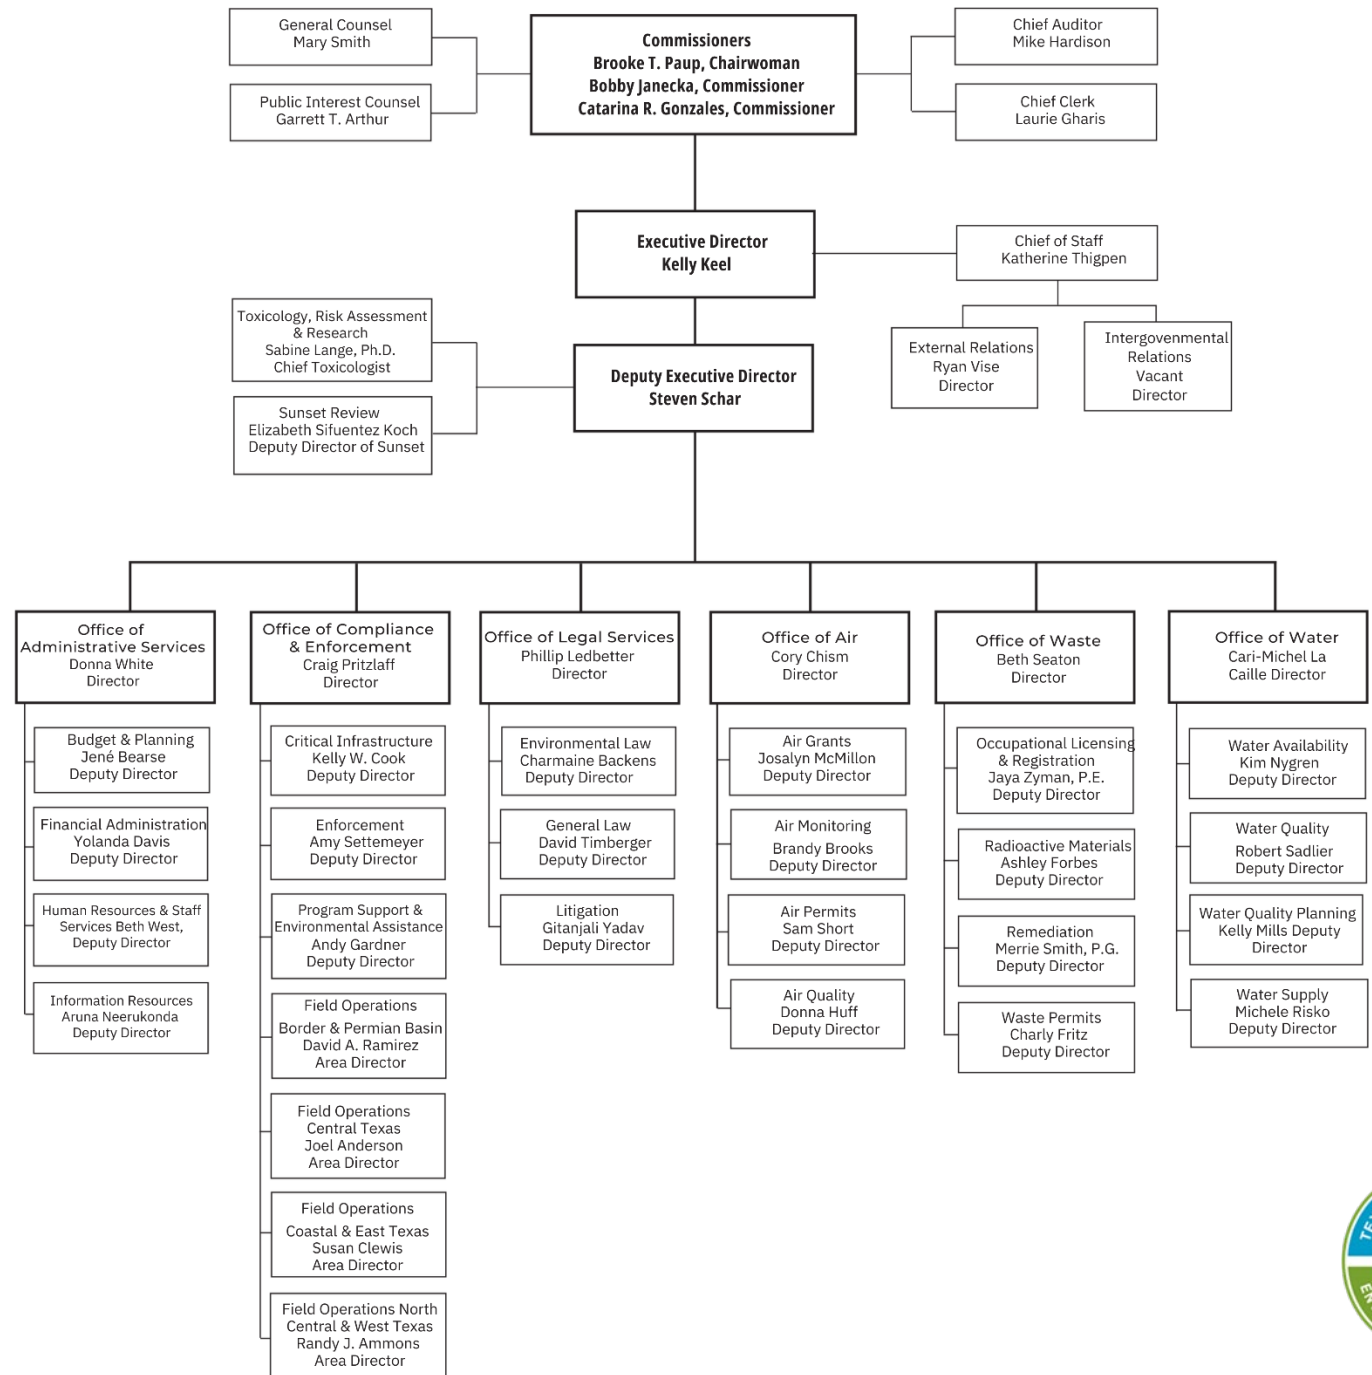 General Counsel
Mary Smith
Public Interest Counsel
Garrett T. Arthur
Commissioners
Brooke T. Paup, Chairwoman
Bobby Janecka, Commissioner
Catarina R. Gonzales, Commissioner
Chief Auditor
Mike Hardison
Chief Clerk
Laurie Gharis
Executive Director
Kelly Keel
Chief of Staff
Katherine Thigpen
External Relations
Ryan Vise
Director
Intergovenmental
Relations
Vacant
Director
Toxicology, Risk Assessment
& Research
Sabine Lange, Ph.D.
Chief Toxicologist
Sunset Review
Elizabeth Sifuentez Koch
Deputy Director of Sunset
Deputy Executive Director
Steven Schar
Office of
Administrative Services
Donna White
Director
Budget & Planning
Jené Bearse
Deputy Director
Financial Administration
Yolanda Davis
Deputy Director
Human Resources & Staff
Services Beth West,
Deputy Director
Information Resources
Aruna Neerukonda
Deputy Director
Office of Compliance
& Enforcement
Craig Pritzlaff
Director
Critical Infrastructure
Kelly W. Cook
Deputy Director
Enforcement
Amy Settemeyer
Deputy Director
Program Support &
Environmental Assistance
Andy Gardner
Deputy Director
Field Operations
Border & Permian Basin
David A. Ramirez
Area Director
Field Operations
Central Texas
Joel Anderson
Area Director
Field Operations
Coastal & East Texas
Susan Clewis
Area Director
Field Operations North
Central & West Texas
Randy J. Ammons
Area Director
Office of Legal Services
Phillip Ledbetter
Director
Environmental Law
Charmaine Backens
Deputy Director
General Law
David Timberger
Deputy Director
Litigation
Gitanjali Yadav
Deputy Director
Office of Air
Cory Chism
Director
Air Grants
Josalyn McMillon
Deputy Director
Air Monitoring
Brandy Brooks
Deputy Director
Air Permits
Sam Short
Deputy Director
Air Quality
Donna Huff
Deputy Director
Office of Waste
Beth Seaton
Director
Occupational Licensing
& Registration
Jaya Zyman, P.E.
Deputy Director
Radioactive Materials
Ashley Forbes
Deputy Director
Remediation
Merrie Smith, P.G.
Deputy Director
Waste Permits
Charly Fritz
Deputy Director
Office of Water
Cari-Michel La
Caille Director
Water Availability
Kim Nygren
Deputy Director
Water Quality
Robert Sadlier
Deputy Director
Water Quality Planning
Kelly Mills Deputy
Director
Water Supply
Michele Risko
Deputy Director